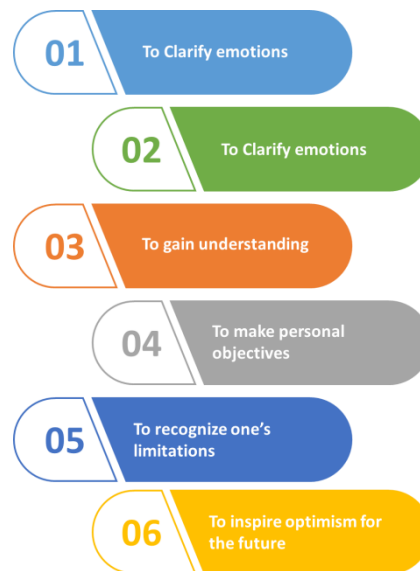 01
To Clarify emotions
02
To Clarify emotions
03
To gain understanding
04
To make personal
objectives
05
To recognize one's
limitations
06
To inspire optimism for
the future